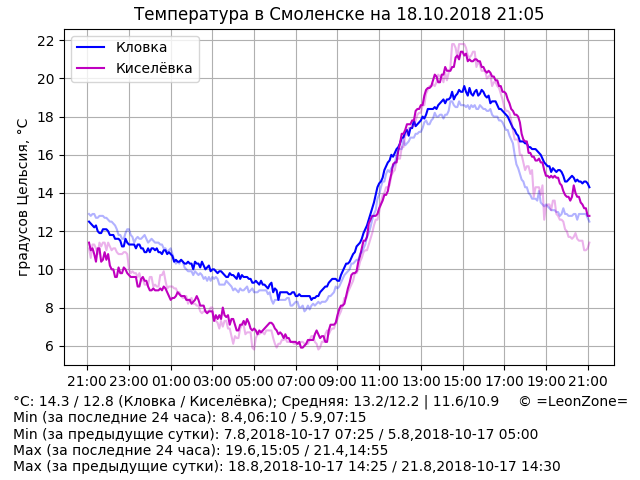 Температура в Смоленске на 18.10.2018 21:05
Кловка
Киселёвка
градусов Цельсия, °C
22
20
18
16
14
12
10
8
6
21:00 23:00 01:00 03:00 05:00 07:00 09:00 11:00 13:00 15:00 17:00 19:00 21:00
°C: 14.3 / 12.8 (Кловка / Киселёвка); Средняя: 13.2/12.2 | 11.6/10.9 © =LeonZone=
Min (за последние 24 часа): 8.4,06:10 / 5.9,07:15
Min (за предыдущие сутки): 7.8,2018-10-17 07:25 / 5.8,2018-10-17 05:00
Max (за последние 24 часа): 19.6,15:05 / 21.4,14:55
Max (за предыдущие сутки): 18.8,2018-10-17 14:25 / 21.8,2018-10-17 14:30